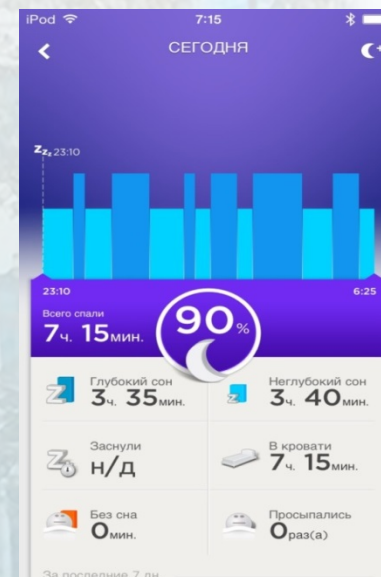 iPod 7:15
СЕГОДНЯ
Zzz 23:10
23:10 6:25
Всего спали
7ч. 15мин.
90%
Глубокий сон
3ч. 35мин.
Неглубокий сон
3ч. 40мин.
Заснули
н/д
В кровати
7ч. 15мин.
Без сна
0мин.
Просыпались
0раз(а)
За последние 7 дн